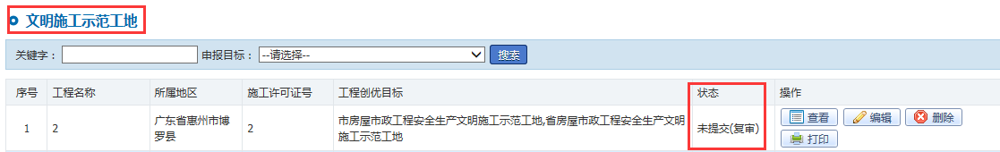 文明施工示范工地
关键字： 申报目标： --请选择-- 搜索
序号 工程名称 所属地区 施工许可证号 工程创优目标 状态 操作
1 2 广东省惠州市博罗县 2 市房屋市政工程安全生产文明施工示范工地,省房屋市政工程安全生产文明施工示范工地 未提交(复审) 查看 编辑 删除
打印